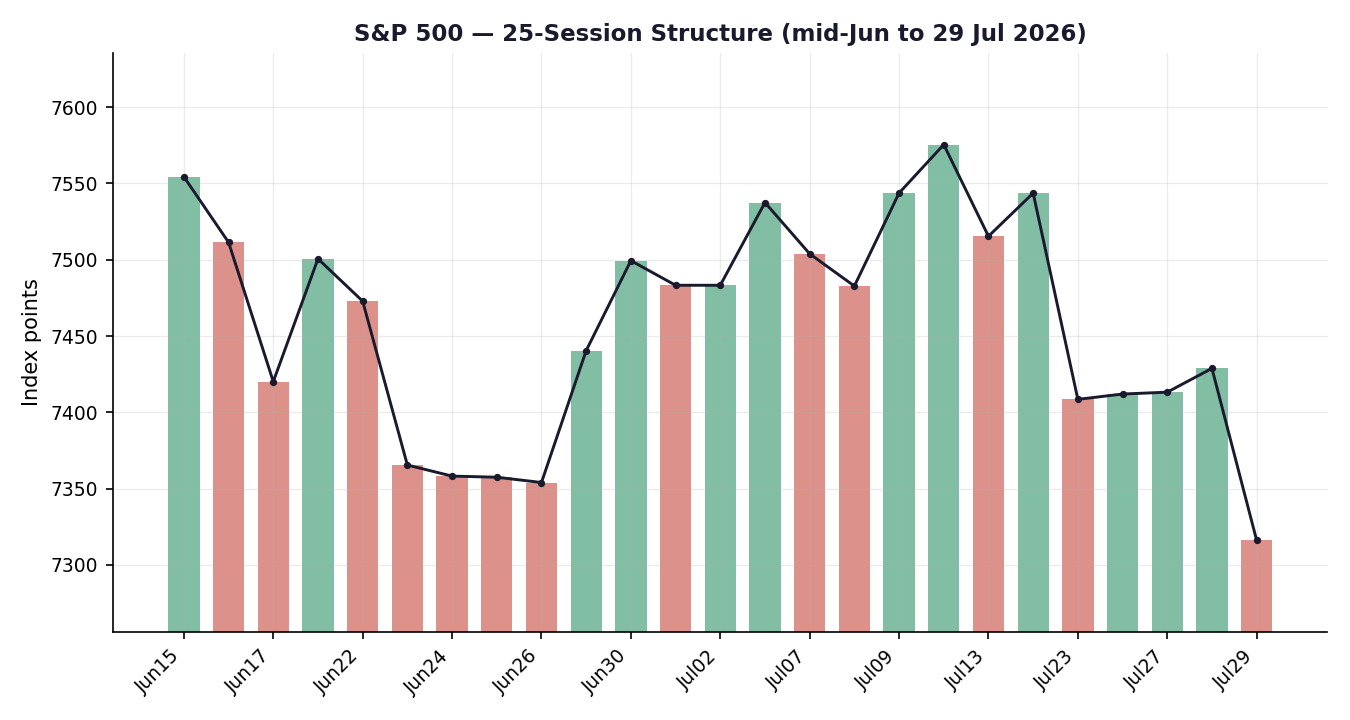 S&P 500 — 25-Session Structure (mid-Jun to 29 Jul 2026)
Index points
7600
7550
7500
7450
7400
7350
7300
Jun15
Jun17
Jun22
Jun24
Jun26
Jun30
Jul02
Jul07
Jul09
Jul13
Jul23
Jul27
Jul29